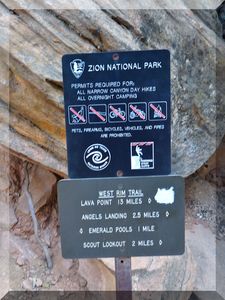 ZION NATIONAL PARK
PERMITS REQUIRED FOR:
ALL NARROW CANYON DAY HIKES
ALL OVERNIGHT CAMPING
PETS, FIREARMS, BICYCLES, VEHICLES, AND FIRES
ARE PROHIBITED.
WEST RIM TRAIL
LAVA POINT 13 MILES
ANGELS LANDING 2.5 MILES
EMERALD POOLS 1 MILE
SCOUT LOOKOUT 2 MILES